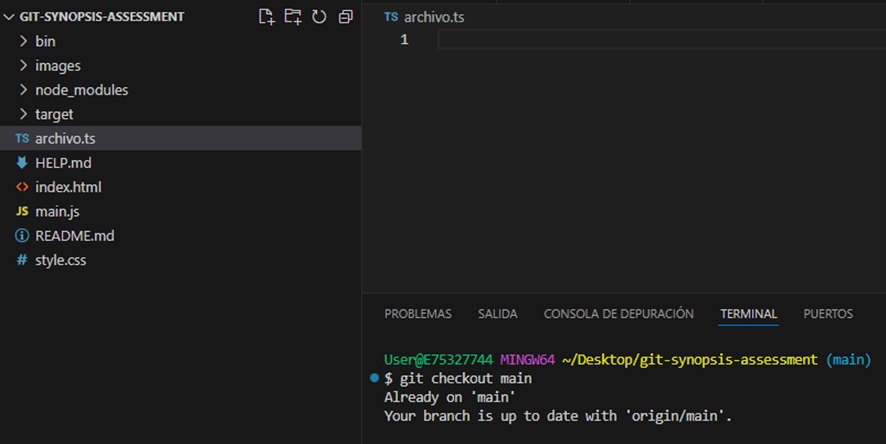 GIT-SYNOPSIS-ASSESSMENT
bin
images
node_modules
target
TS archivo.ts
HELP.md
<> index.html
JS main.js
README.md
# style.css
TS archivo.ts
1
PROBLEMAS SALIDA CONSOLA DE DEPURACIÓN TERMINAL PUERTOS
User@E75327744 MINGW64 ~/Desktop/git-synopsis-assessment (main)
$ git checkout main
Already on 'main'
Your branch is up to date with 'origin/main'.